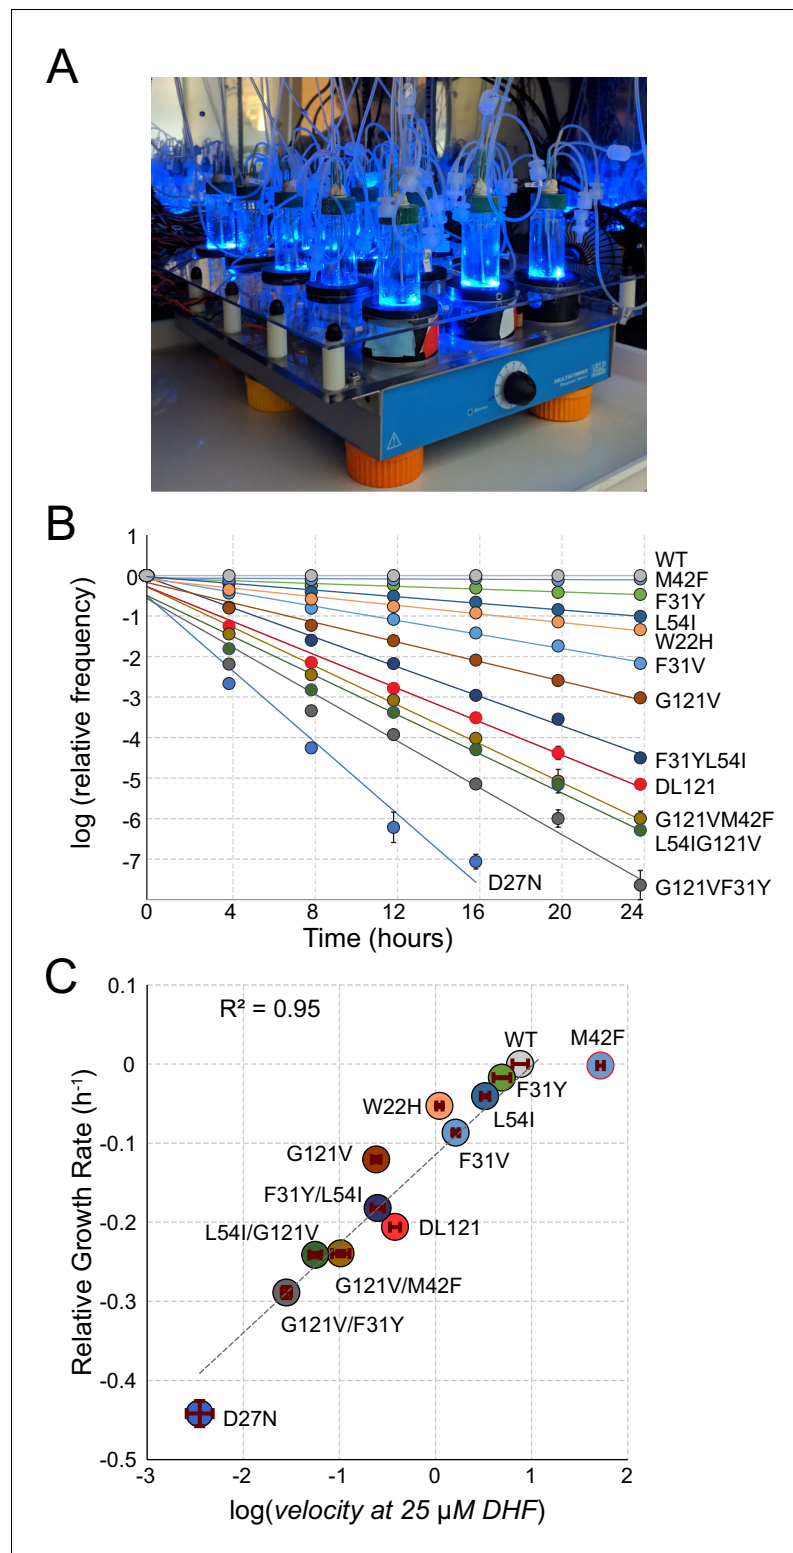 A
MULTISTIRRER
B
1
0
-1
-2
-3
-4
-5
-6
-7
log (relative frequency)
0
4
8
12
16
20
24
Time (hours)
WT
M42F
F31Y
L54I
W22H
F31V
G121V
F31YL54I
DL121
G121VM42F
L54IG121V
G121VF31Y
D27N
C
R² = 0.95
0.1
0
-0.1
-0.2
-0.3
-0.4
-0.5
Relative Growth Rate (h⁻¹)
WT
M42F
F31Y
W22H
L54I
F31V
G121V
F31Y/L54I
DL121
L54I/G121V
G121V/M42F
G121V/F31Y
D27N
-3
-2
-1
0
1
2
log(velocity at 25 µM DHF)